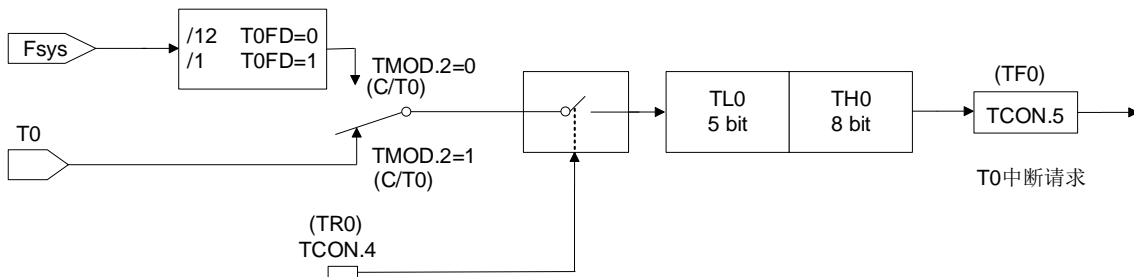 Fsys
/12 T0FD=0
/1 T0FD=1
TMOD.2=0
(C/T0)
T0
TMOD.2=1
(C/T0)
(TR0)
TCON.4
TL0
5 bit
TH0
8 bit
(TF0)
TCON.5
T0中断请求